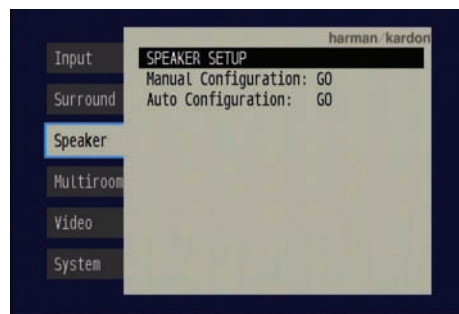 harman/kardon
Input
Surround
Speaker
Multiroom
Video
System
SPEAKER SETUP
Manual Configuration: GO
Auto Configuration: GO